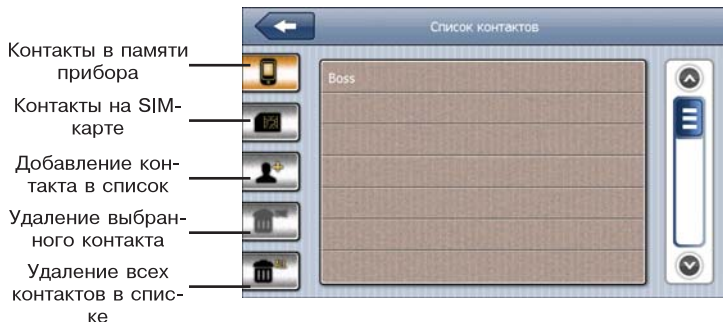 Список контактов
Контакты в памяти
прибора
Контакты на SIM-
карте
Добавление кон-
такта в список
Удаление выбран-
ного контакта
Удаление всех
контактов в спис-
ке
Boss